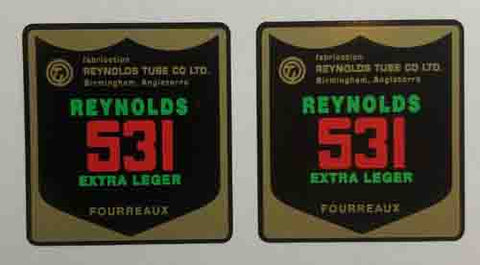 fabrication
REYNOLDS TUBE CO LTD.
Birmingham, Angleterre
REYNOLDS
531
EXTRA LEGER
FOURREAUX
fabrication
REYNOLDS TUBE CO LTD.
Birmingham, Angleterre
REYNOLDS
531
EXTRA LEGER
FOURREAUX